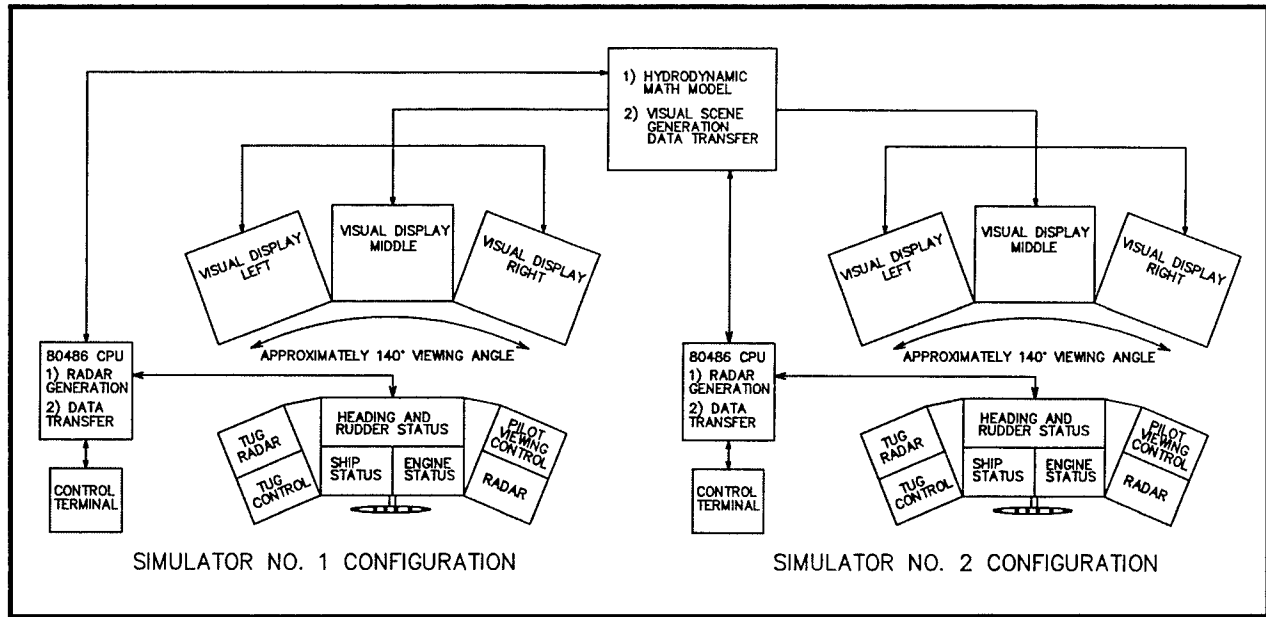 1) HYDRODYNAMIC
MATH MODEL
2) VISUAL SCENE
GENERATION
DATA TRANSFER
VISUAL DISPLAY
LEFT
VISUAL DISPLAY
MIDDLE
VISUAL DISPLAY
RIGHT
APPROXIMATELY 140° VIEWING ANGLE
80486 CPU
1) RADAR
GENERATION
2) DATA
TRANSFER
CONTROL
TERMINAL
TUG
RADAR
TUG
CONTROL
HEADING AND
RUDDER STATUS
SHIP
STATUS
ENGINE
STATUS
PILOT
VIEWING
CONTROL
RADAR
SIMULATOR NO. 1 CONFIGURATION
VISUAL DISPLAY
LEFT
VISUAL DISPLAY
MIDDLE
VISUAL DISPLAY
RIGHT
APPROXIMATELY 140° VIEWING ANGLE
80486 CPU
1) RADAR
GENERATION
2) DATA
TRANSFER
CONTROL
TERMINAL
TUG
RADAR
TUG
CONTROL
HEADING AND
RUDDER STATUS
SHIP
STATUS
ENGINE
STATUS
PILOT
VIEWING
CONTROL
RADAR
SIMULATOR NO. 2 CONFIGURATION